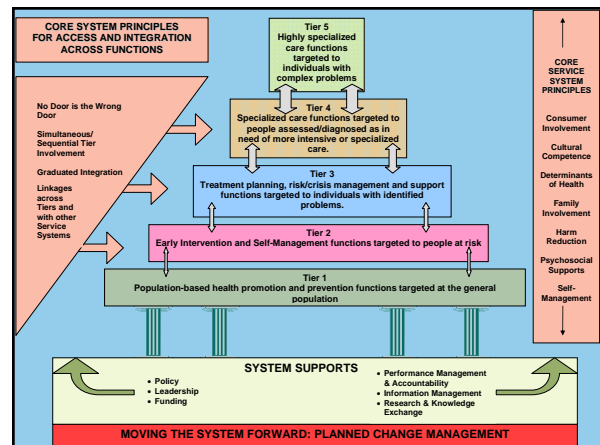 CORE SYSTEM PRINCIPLES
FOR ACCESS AND INTEGRATION
ACROSS FUNCTIONS
No Door is the Wrong
Door
Simultaneous/
Sequential Tier
Involvement
Graduated Integration
Linkages
across
Tiers and
with other
Service
Systems
Tier 5
Highly specialized
care functions
targeted to
individuals with
complex problems
Tier 4
Specialized care functions targeted to
people assessed/diagnosed as in
need of more intensive or specialized
care.
Tier 3
Treatment planning, risk/crisis management and support
functions targeted to individuals with identified
problems.
Tier 2
Early Intervention and Self-Management functions targeted to people at risk
Tier 1
Population-based health promotion and prevention functions targeted at the general
population
CORE
SERVICE
SYSTEM
PRINCIPLES
Consumer
Involvement
Cultural
Competence
Determinants
of Health
Family
Involvement
Harm
Reduction
Psychosocial
Supports
Self-
Management
SYSTEM SUPPORTS
• Policy
• Leadership
• Funding
• Performance Management
& Accountability
• Information Management
• Research & Knowledge
Exchange
MOVING THE SYSTEM FORWARD: PLANNED CHANGE MANAGEMENT